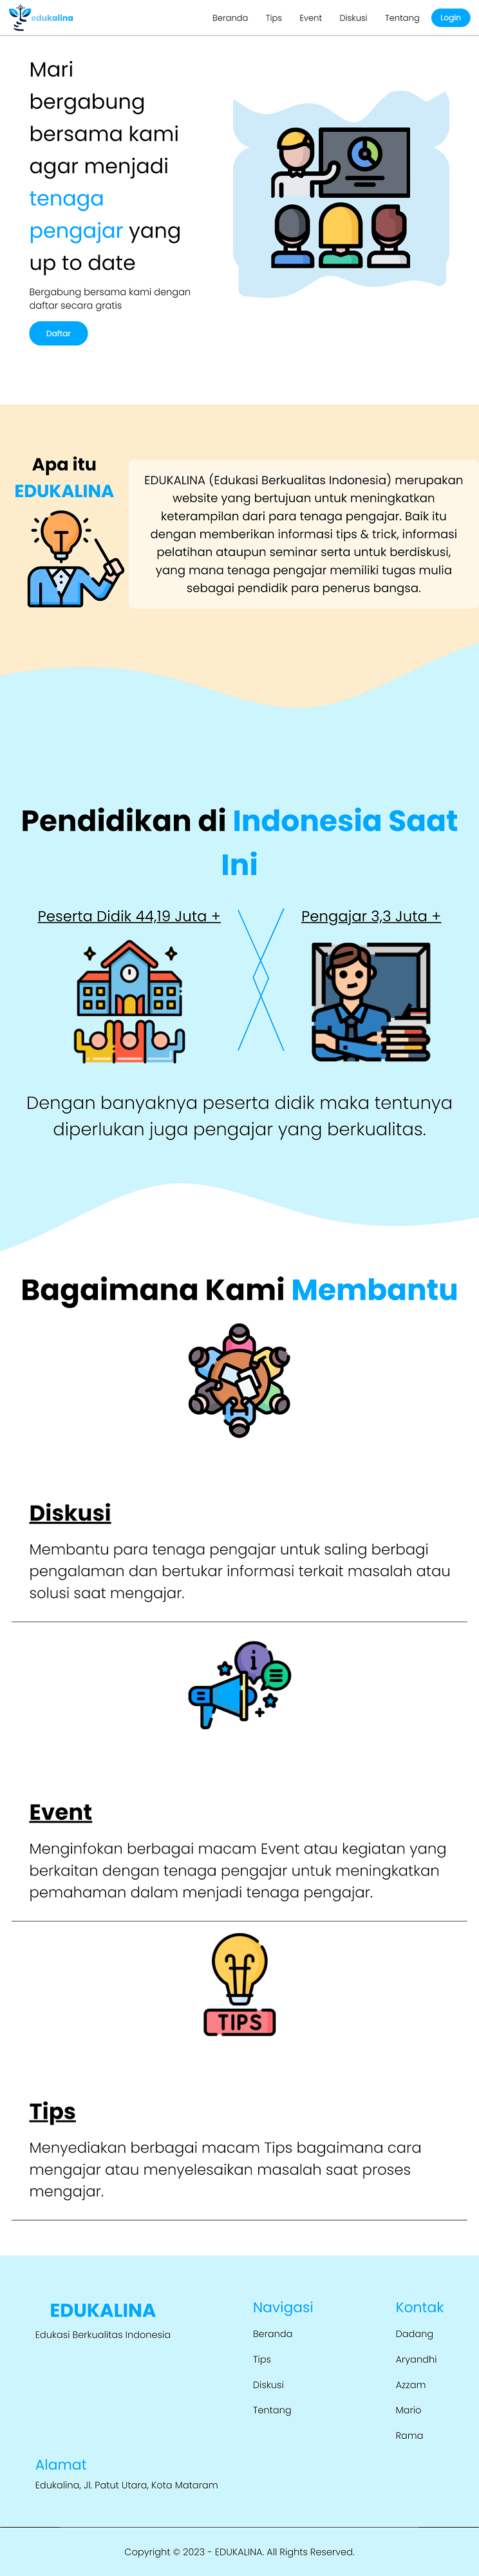 edukalina
Beranda Tips Event Diskusi Tentang Login
Mari
bergabung
bersama kami
agar menjadi
tenaga
pengajar yang
up to date
Bergabung bersama kami dengan
daftar secara gratis
Daftar
Apa itu
EDUKALINA
EDUKALINA (Edukasi Berkualitas Indonesia) merupakan
website yang bertujuan untuk meningkatkan
keterampilan dari para tenaga pengajar. Baik itu
dengan memberikan informasi tips & trick, informasi
pelatihan ataupun seminar serta untuk berdiskusi,
yang mana tenaga pengajar memiliki tugas mulia
sebagai pendidik para penerus bangsa.
Pendidikan di Indonesia Saat
Ini
Peserta Didik 44,19 Juta +
Pengajar 3,3 Juta +
Dengan banyaknya peserta didik maka tentunya
diperlukan juga pengajar yang berkualitas.
Bagaimana Kami Membantu
Diskusi
Membantu para tenaga pengajar untuk saling berbagi
pengalaman dan bertukar informasi terkait masalah atau
solusi saat mengajar.
i
Event
Menginfokan berbagai macam Event atau kegiatan yang
berkaitan dengan tenaga pengajar untuk meningkatkan
pemahaman dalam menjadi tenaga pengajar.
TIPS
Tips
Menyediakan berbagai macam Tips bagaimana cara
mengajar atau menyelesaikan masalah saat proses
mengajar.
EDUKALINA
Edukasi Berkualitas Indonesia
Navigasi
Beranda
Tips
Diskusi
Tentang
Kontak
Dadang
Aryandhi
Azzam
Mario
Rama
Alamat
Edukalina, Jl. Patut Utara, Kota Mataram
Copyright © 2023 - EDUKALINA. All Rights Reserved.